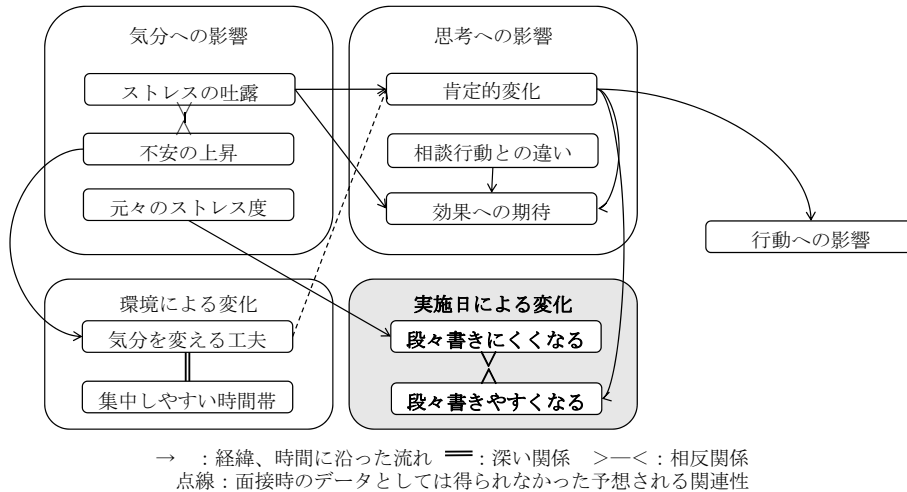 気分への影響
ストレスの吐露
不安の上昇
元々のストレス度
思考への影響
肯定的変化
相談行動との違い
効果への期待
行動への影響
環境による変化
気分を変える工夫
集中しやすい時間帯
実施日による変化
段々書きにくくなる
段々書きやすくなる
→ ：経緯、時間に沿った流れ ═：深い関係 >―<：相反関係
点線：面接時のデータとしては得られなかった予想される関連性